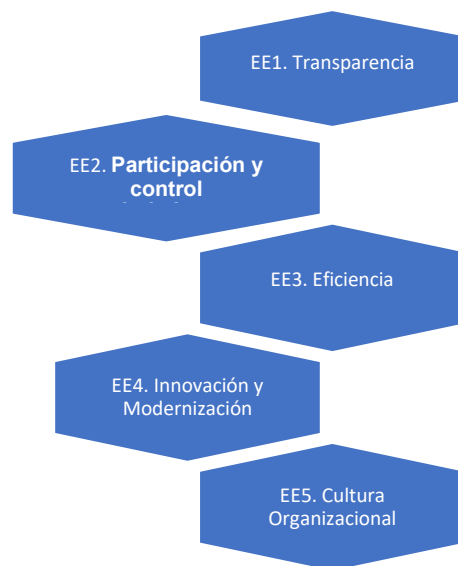 EE1. Transparencia
EE2. Participación y
control
EE3. Eficiencia
EE4. Innovación y
Modernización
EE5. Cultura
Organizacional